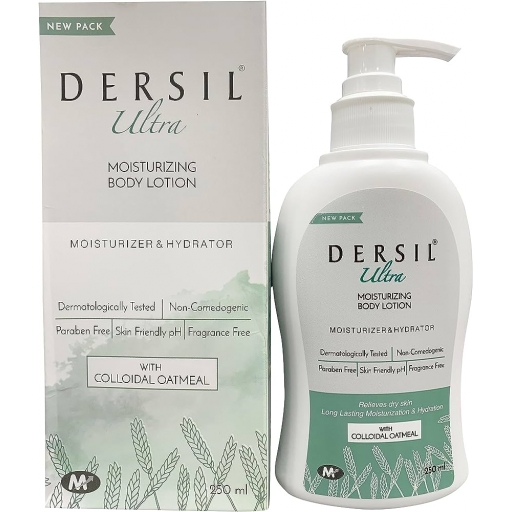 NEW PACK
DERSIL®
Ultra
MOISTURIZING
BODY LOTION
MOISTURIZER & HYDRATOR
Dermatologically Tested | Non-Comedogenic
Paraben Free | Skin Friendly pH | Fragrance Free
WITH
COLLOIDAL OATMEAL
M
250 ml
NEW PACK
DERSIL®
Ultra
MOISTURIZING
BODY LOTION
MOISTURIZER & HYDRATOR
Dermatologically Tested | Non-Comedogenic
Paraben Free | Skin Friendly pH | Fragrance Free
Relieves dry skin
Long Lasting Moisturization & Hydration
WITH
COLLOIDAL OATMEAL
M
250 ml